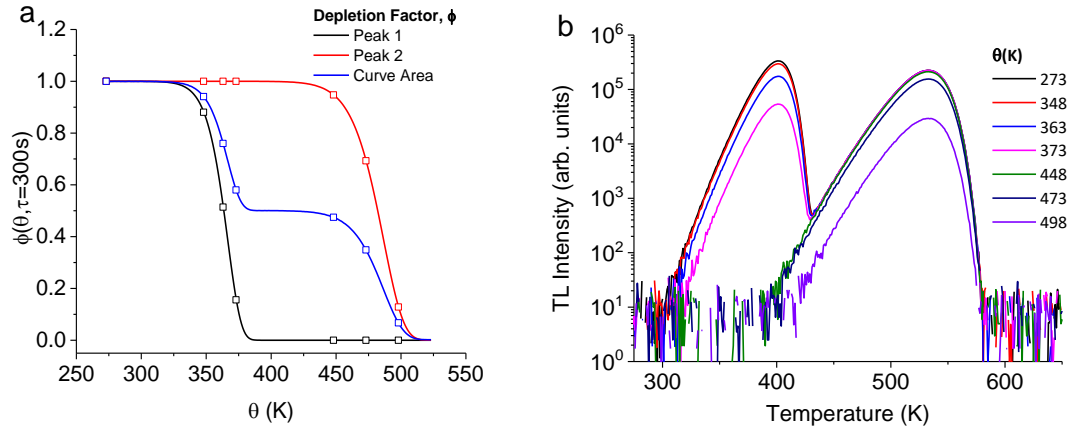 a
Depletion Factor, ϕ
Peak 1
Peak 2
Curve Area
1.2
1.0
0.8
0.6
0.4
0.2
0.0
ϕ(θ,τ=300s)
250 300 350 400 450 500 550
θ (K)
b
10⁶
10⁵
10⁴
10³
10²
10¹
10⁰
TL Intensity (arb. units)
300 400 500 600
Temperature (K)
θ(K)
273
348
363
373
448
473
498